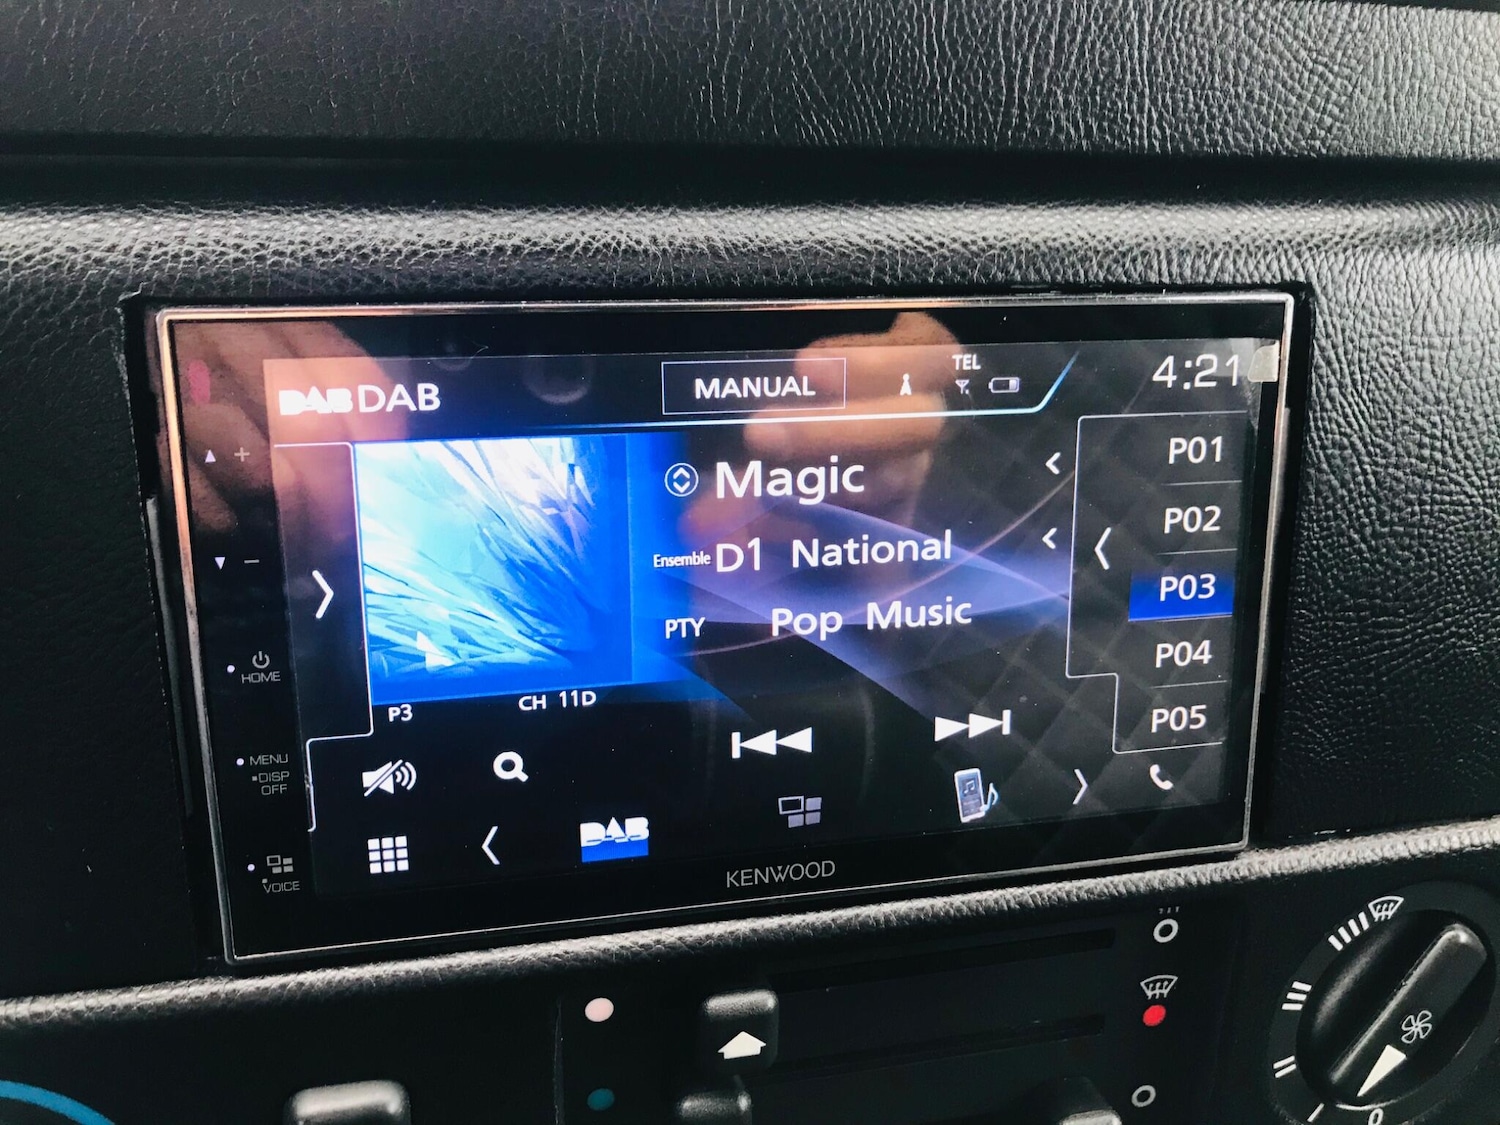 DAB DAB
MANUAL
TEL
4:21
Magic
Ensemble D1 National
PTY Pop Music
P01
P02
P03
P04
P05
P3
CH 11D
+
−
HOME
MENU
•DISP
OFF
VOICE
DAB
KENWOOD
0